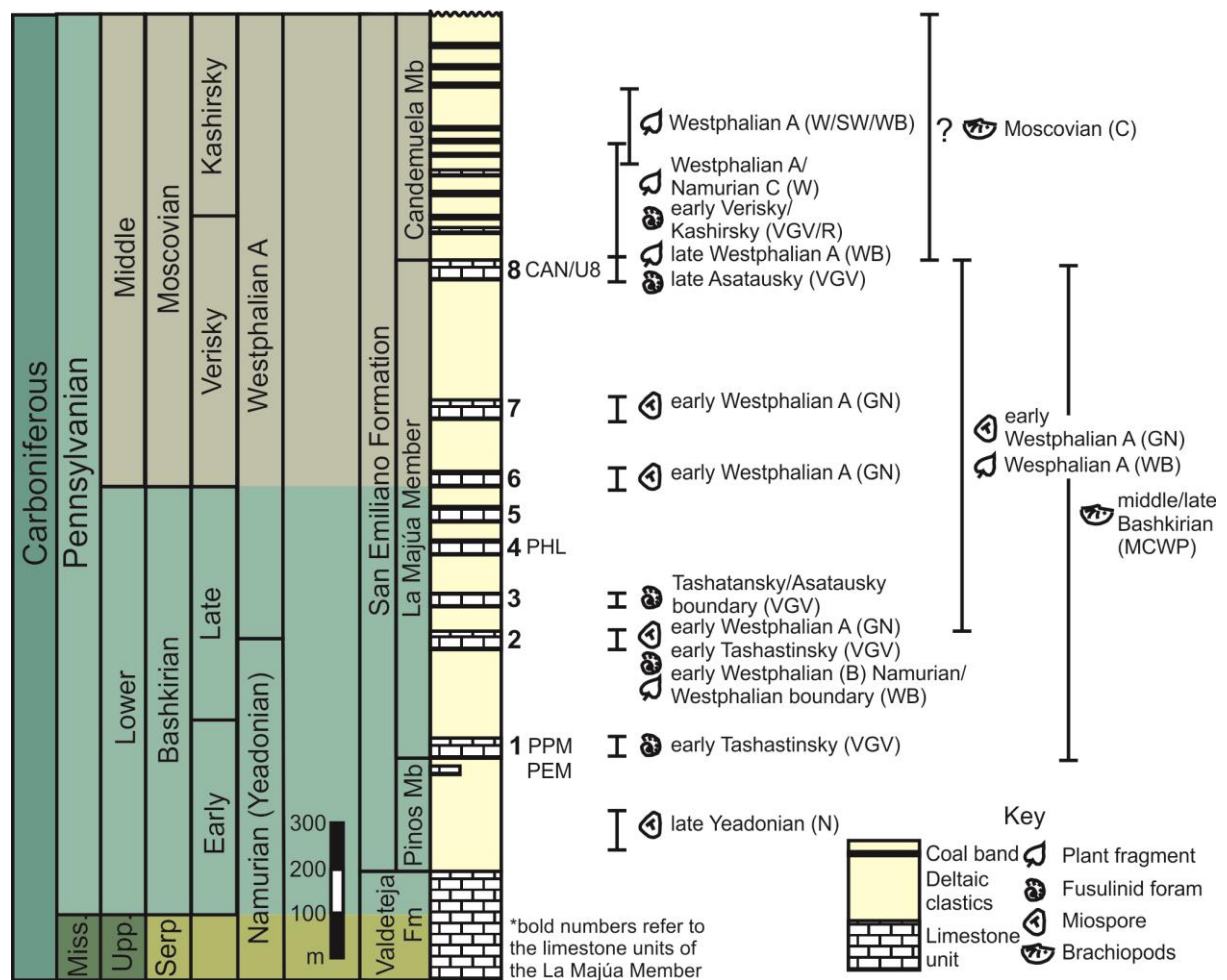 Carboniferous
Pennsylvanian
Miss.
Middle
Lower
Upp.
Moscovian
Bashkirian
Serp
Kashirsky
Verisky
Late
Early
Westphalian A
Namurian (Yeadonian)
300
200
100
m
San Emiliano Formation
Valdeteja
Fm
Candemuela Mb
La Majúa Member
Pinos Mb
8 CAN/U8
7
6
5
4 PHL
3
2
1 PPM
PEM
*bold numbers refer to
the limestone units of
the La Majúa Member
Westphalian A (W/SW/WB)
Westphalian A/
Namurian C (W)
early Verisky/
Kashirsky (VGV/R)
late Westphalian A (WB)
late Asatausky (VGV)
early Westphalian A (GN)
early Westphalian A (GN)
Tashatansky/Asatausky
boundary (VGV)
early Westphalian A (GN)
early Tashastinsky (VGV)
early Westphalian (B) Namurian/
Westphalian boundary (WB)
early Tashastinsky (VGV)
late Yeadonian (N)
? Moscovian (C)
early
Westphalian A (GN)
Wesphalian A (WB)
middle/late
Bashkirian
(MCWP)
Key
Coal band
Deltaic
clastics
Limestone
unit
Plant fragment
Fusulinid foram
Miospore
Brachiopods